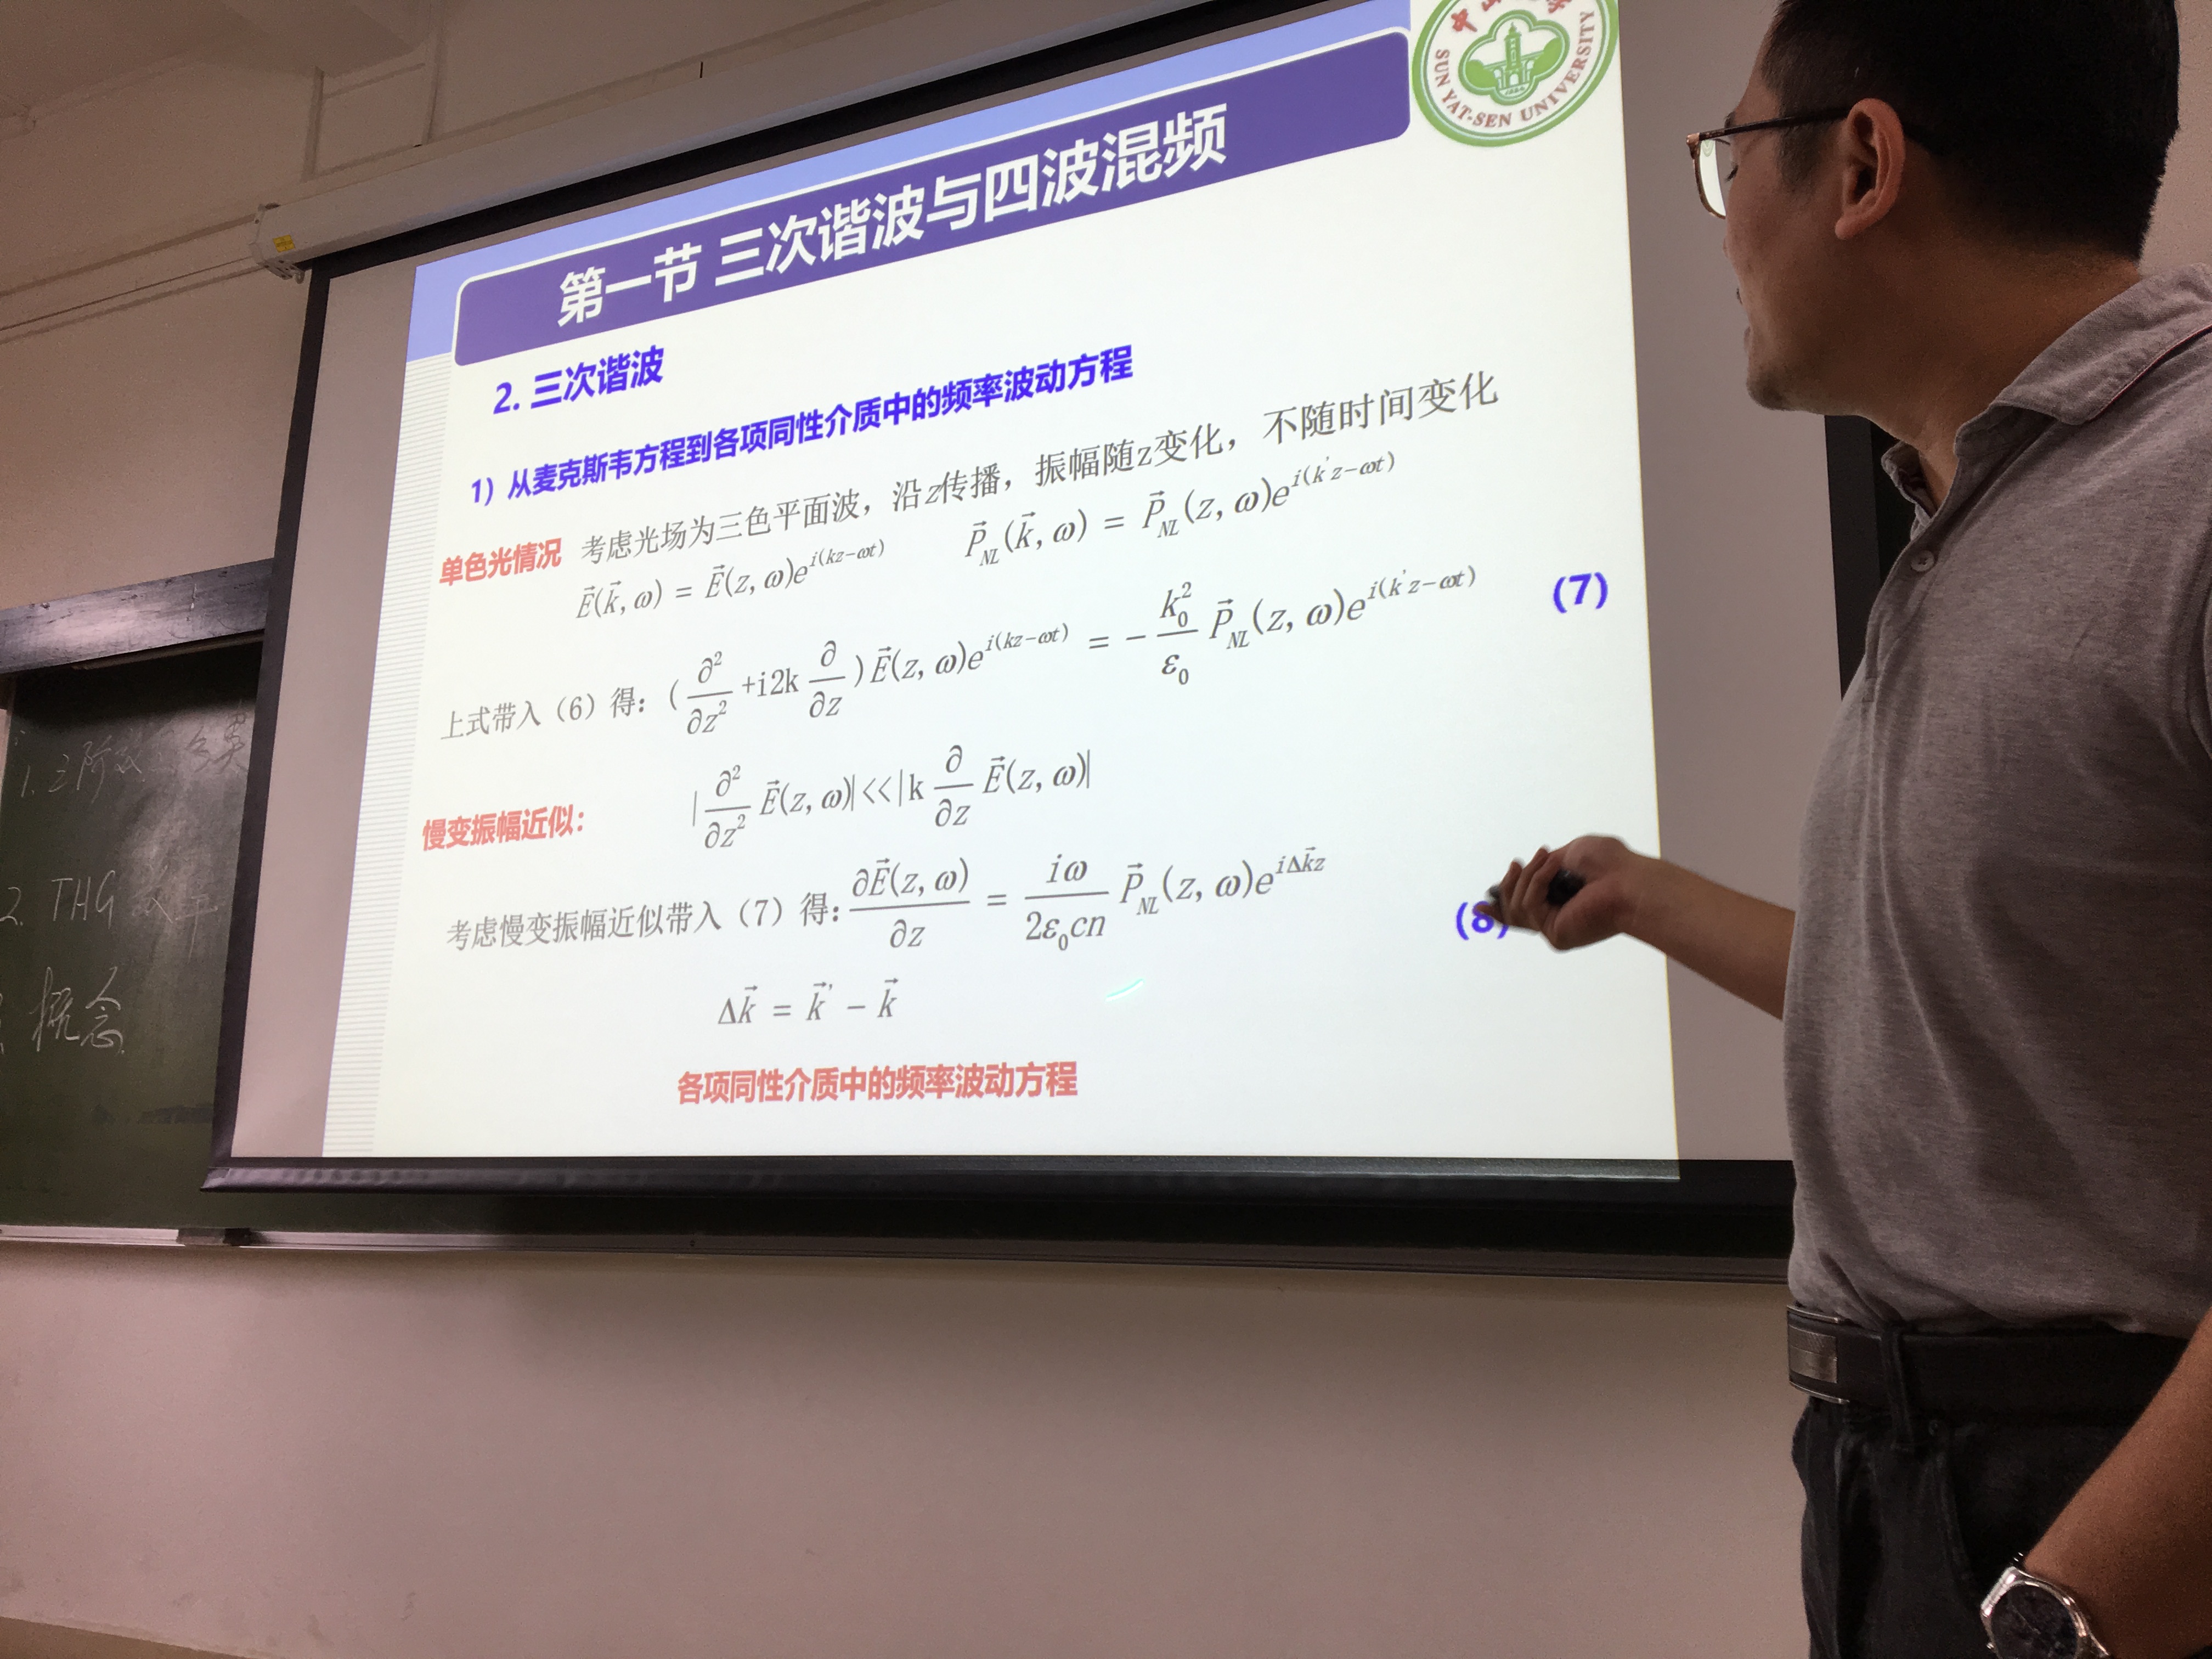 SUN YAT-SEN UNIVERSITY
第一节 三次谐波与四波混频
2. 三次谐波
1）从麦克斯韦方程到各项同性介质中的频率波动方程
单色光情况 考虑光场为三色平面波，沿z传播，振幅随z变化，不随时间变化
$\vec{E}(\vec{k},\omega) = \vec{E}(z,\omega)e^{i(kz-\omega t)}$ $\vec{P}_{NL}(\vec{k},\omega) = \vec{P}_{NL}(z,\omega)e^{i(k'z-\omega t)}$
上式带入（6）得： $(\frac{\partial^2}{\partial z^2}+i2k\frac{\partial}{\partial z})\vec{E}(z,\omega)e^{i(kz-\omega t)} = -\frac{k_0^2}{\varepsilon_0}\vec{P}_{NL}(z,\omega)e^{i(k'z-\omega t)}$ (7)
慢变振幅近似： $|\frac{\partial^2}{\partial z^2}\vec{E}(z,\omega)|<<|k\frac{\partial}{\partial z}\vec{E}(z,\omega)|$
考虑慢变振幅近似带入（7）得： $\frac{\partial\vec{E}(z,\omega)}{\partial z} = \frac{i\omega}{2\varepsilon_0cn}\vec{P}_{NL}(z,\omega)e^{i\Delta\vec{k}z}$ (8)
$\Delta\vec{k} = \vec{k}' - \vec{k}$
各项同性介质中的频率波动方程
1. 三阶
2. THG
概念